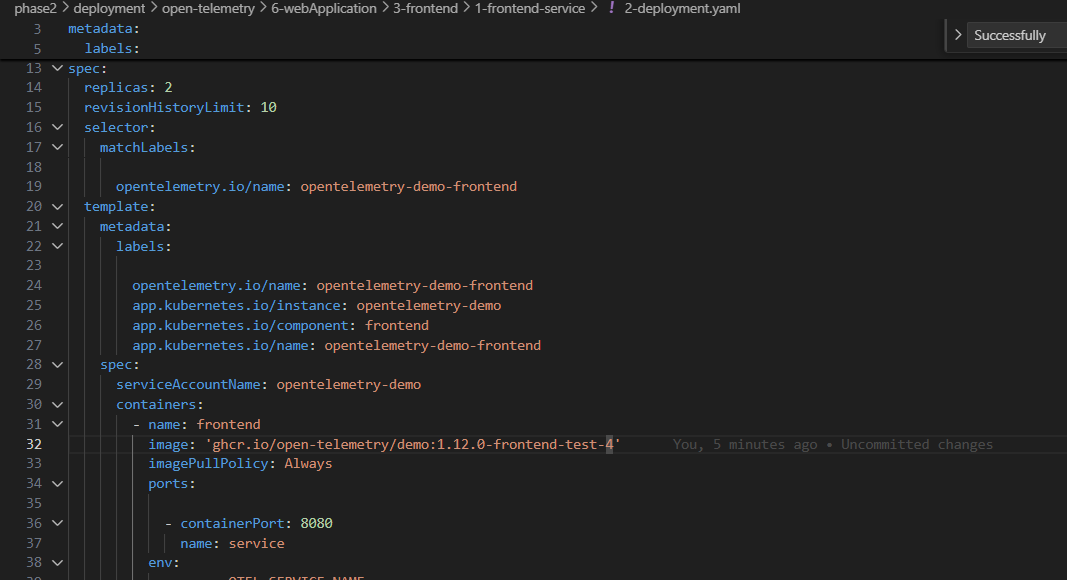 phase2 > deployment > open-telemetry > 6-webApplication > 3-frontend > 1-frontend-service > ! 2-deployment.yaml
3 metadata:
5 labels:
> Successfully
13 spec:
14 replicas: 2
15 revisionHistoryLimit: 10
16 selector:
17 matchLabels:
18
19 opentelemetry.io/name: opentelemetry-demo-frontend
20 template:
21 metadata:
22 labels:
23
24 opentelemetry.io/name: opentelemetry-demo-frontend
25 app.kubernetes.io/instance: opentelemetry-demo
26 app.kubernetes.io/component: frontend
27 app.kubernetes.io/name: opentelemetry-demo-frontend
28 spec:
29 serviceAccountName: opentelemetry-demo
30 containers:
31 - name: frontend
32 image: 'ghcr.io/open-telemetry/demo:1.12.0-frontend-test-4' You, 5 minutes ago • Uncommitted changes
33 imagePullPolicy: Always
34 ports:
35
36 - containerPort: 8080
37 name: service
38 env: